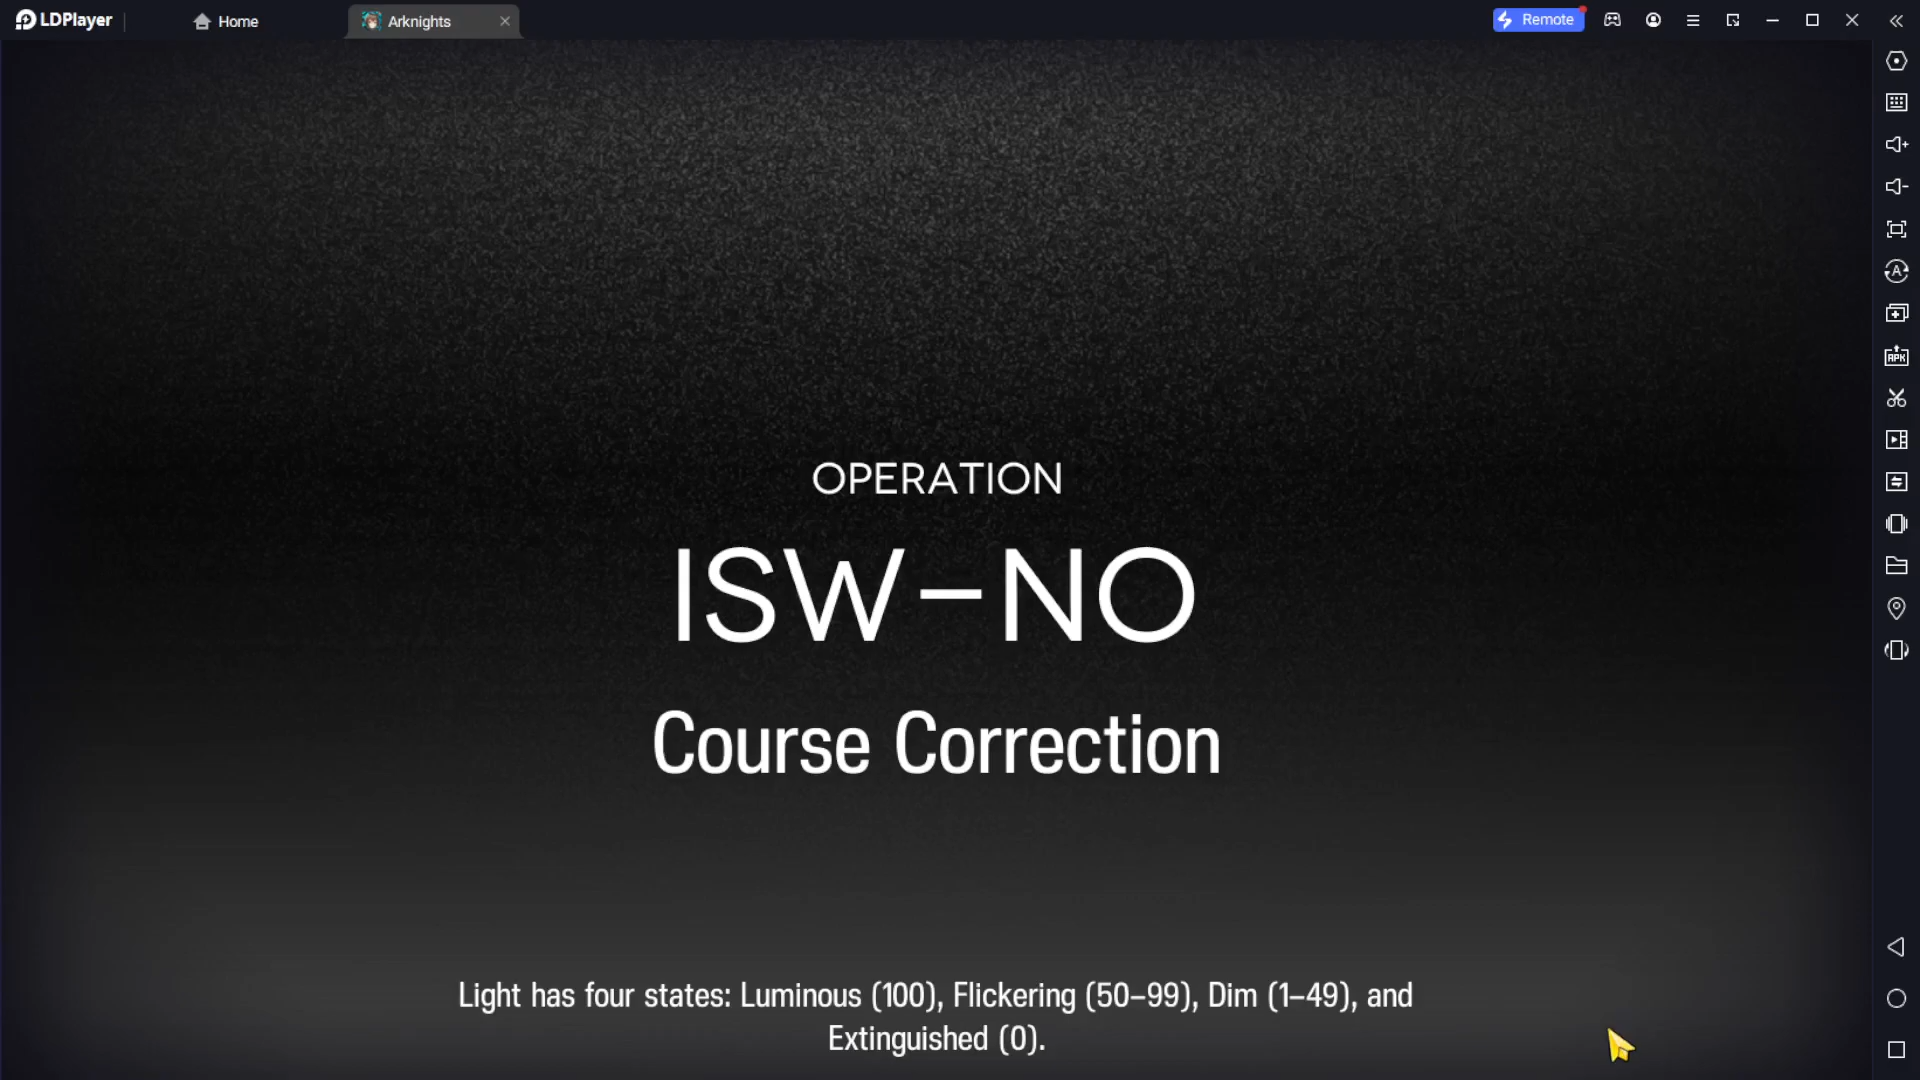 LDPlayer
Home
Arknights
Remote
A
APK
OPERATION
ISW-NO
Course Correction
Light has four states: Luminous (100), Flickering (50–99), Dim (1–49), and
Extinguished (0).